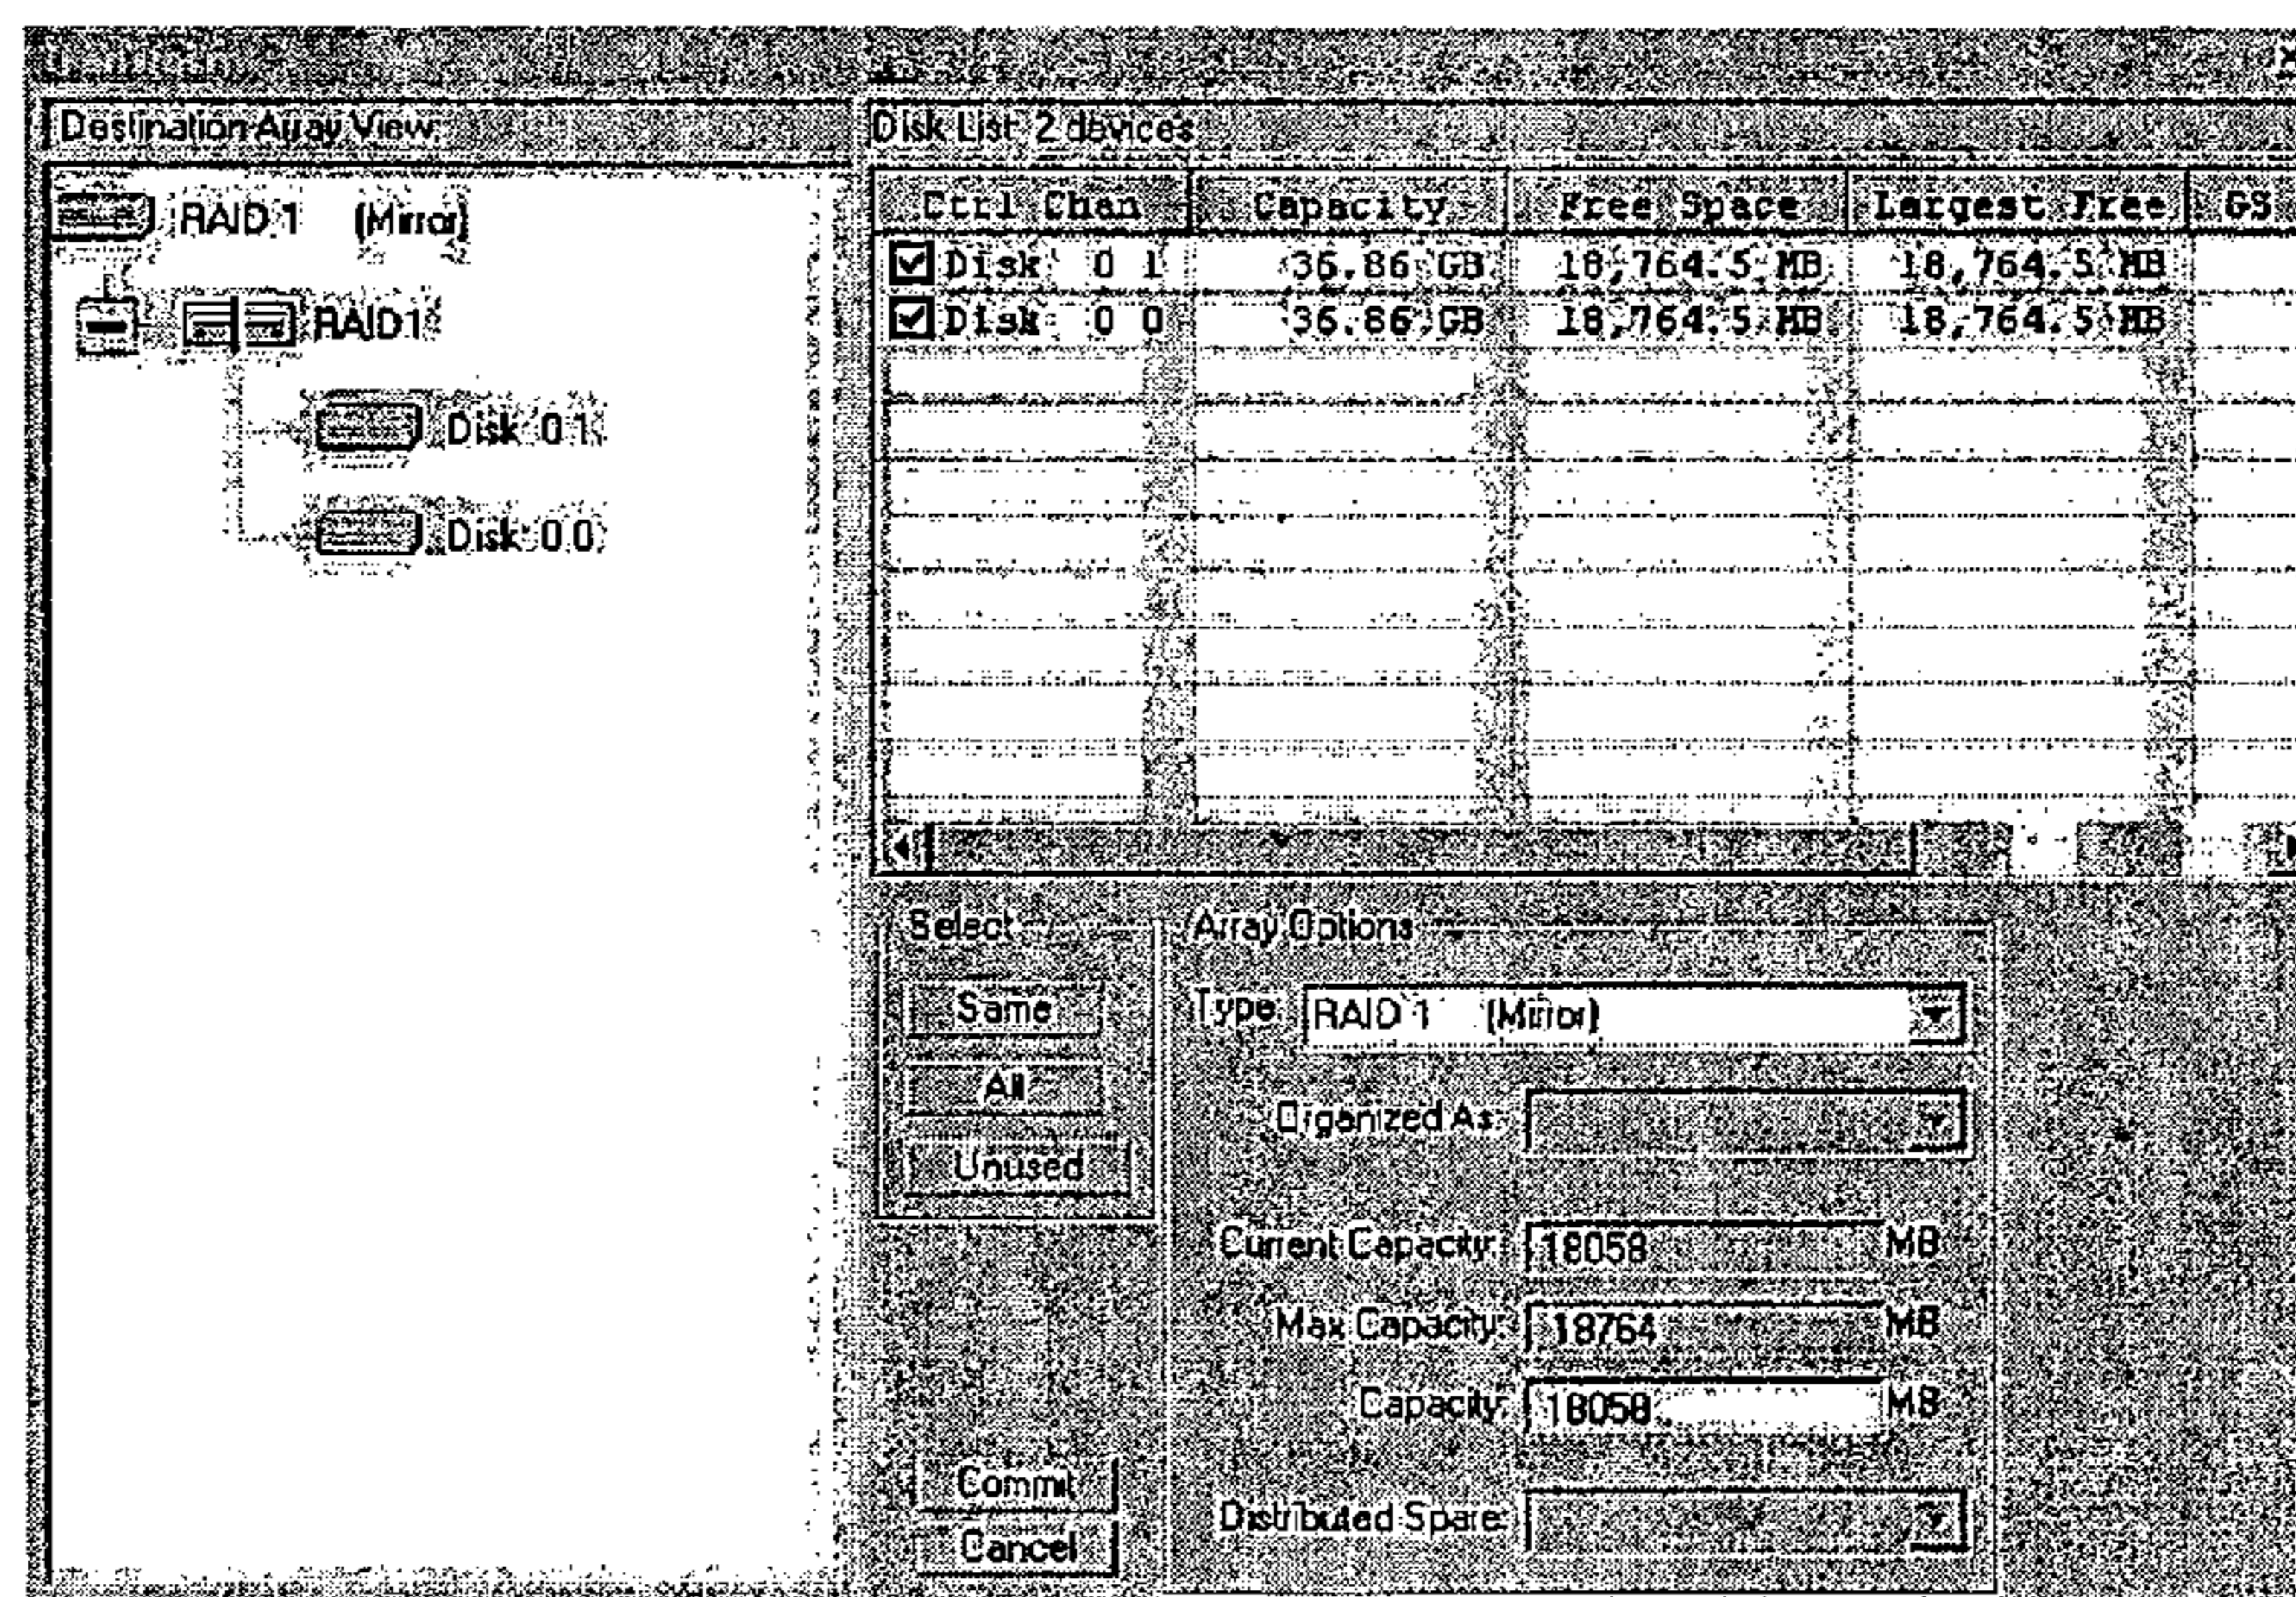 Destination Array View:
RAID 1 (Mirror)
RAID 1
Disk 0 1
Disk 0 0
Disk List: 2 devices
Ctrl Chan Capacity Free Space Largest Free GS
Disk 0 1 36.86 GB 18,764.5 MB 18,764.5 MB
Disk 0 0 36.86 GB 18,764.5 MB 18,764.5 MB
Select
Same
All
Unused
Commit
Cancel
Array Options
Type: RAID 1 (Mirror)
Organized As:
Current Capacity: 18058 MB
Max Capacity: 18764 MB
Capacity: 18058 MB
Distributed Spare: